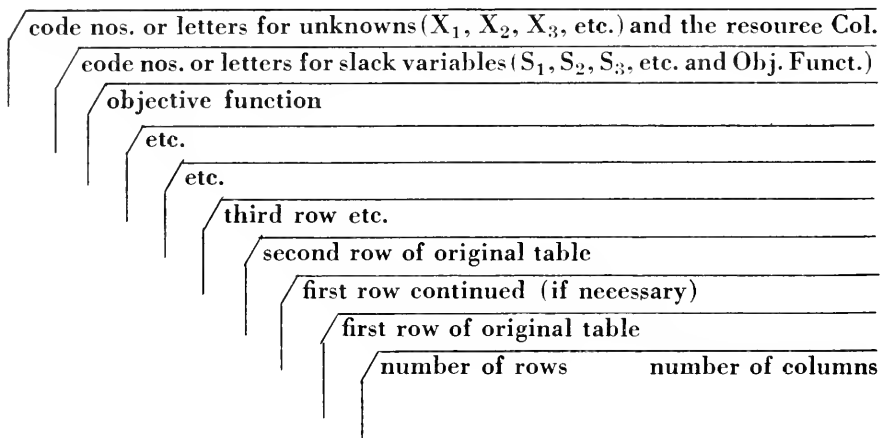 code nos. or letters for unknowns (X₁, X₂, X₃, etc.) and the resource Col.
code nos. or letters for slack variables (S₁, S₂, S₃, etc. and Obj. Funct.)
objective function
etc.
etc.
third row etc.
second row of original table
first row continued (if necessary)
first row of original table
number of rows number of columns